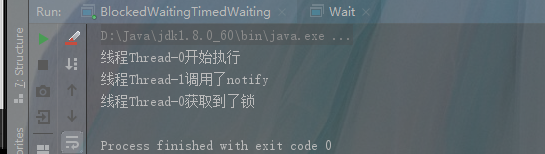 Run: BlockedWaitingTimedWaiting Wait
D:\Java\jdk1.8.0_60\bin\java.exe ...
线程Thread-0开始执行
线程Thread-1调用了notify
线程Thread-0获取到了锁
Process finished with exit code 0
7: Structure